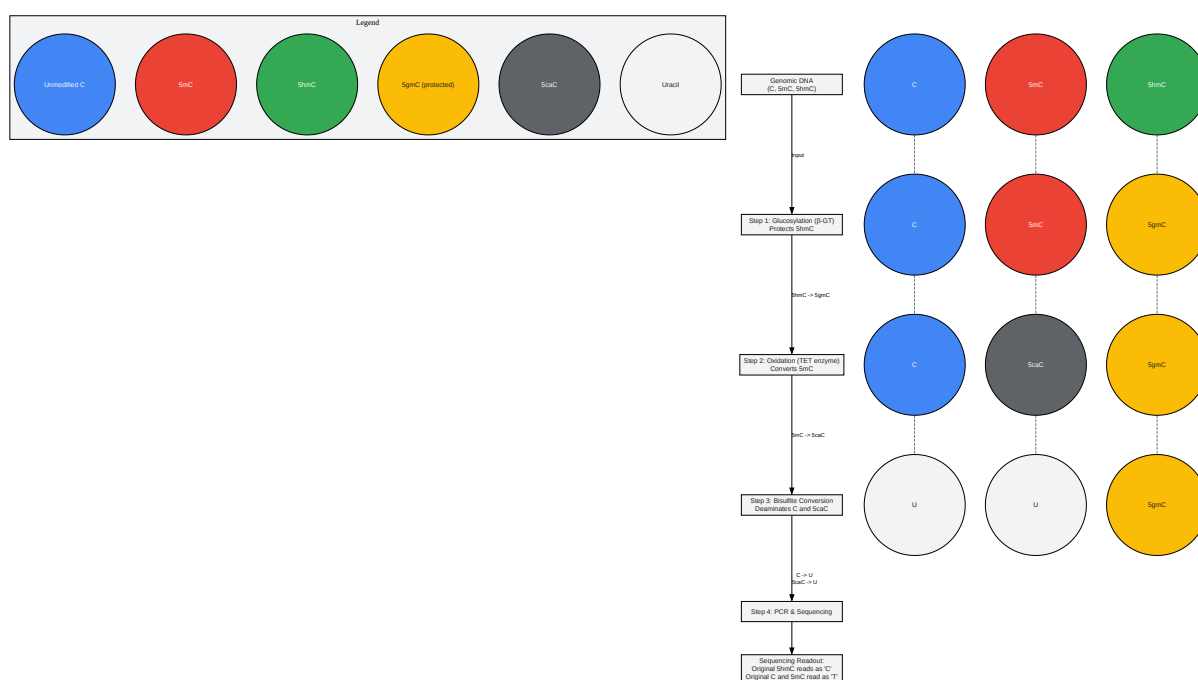 Legend
Unmodified C
5mC
5hmC
5gmC (protected)
5caC
Uracil
Genomic DNA
(C, 5mC, 5hmC)
C
5mC
5hmC
Input
Step 1: Glucosylation (β-GT)
Protects 5hmC
C
5mC
5gmC
5hmC -> 5gmC
Step 2: Oxidation (TET enzyme)
Converts 5mC
C
5caC
5gmC
5mC -> 5caC
Step 3: Bisulfite Conversion
Deaminates C and 5caC
U
U
5gmC
C -> U
5caC -> U
Step 4: PCR & Sequencing
Sequencing Readout:
Original 5hmC reads as 'C'
Original C and 5mC read as 'T'